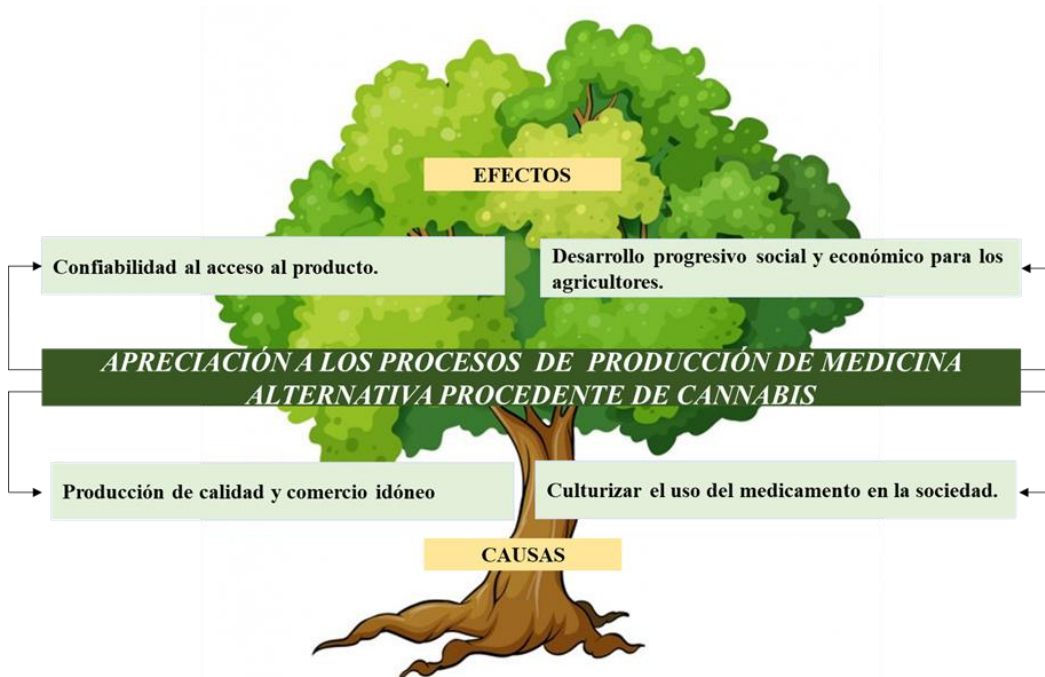 EFECTOS
Confiabilidad al acceso al producto.
Desarrollo progresivo social y económico para los
agricultores.
APRECIACIÓN A LOS PROCESOS DE PRODUCCIÓN DE MEDICINA
ALTERNATIVA PROCEDENTE DE CANNABIS
Producción de calidad y comercio idóneo
Culturizar el uso del medicamento en la sociedad.
CAUSAS